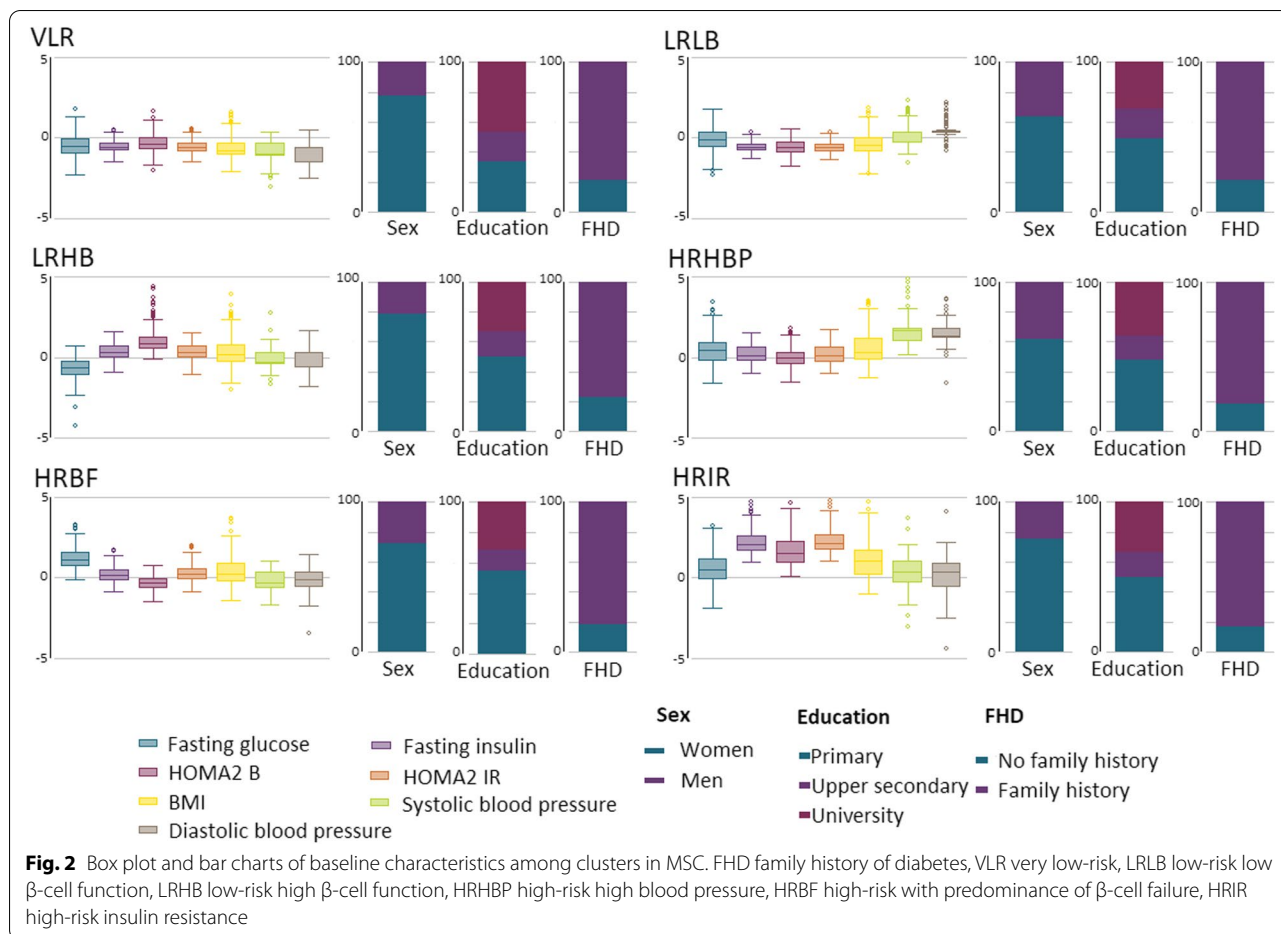 VLR
5
0
-5
100
0
Sex
100
0
Education
100
0
FHD
LRLB
5
0
-5
100
0
Sex
100
0
Education
100
0
FHD
LRHB
5
0
-5
100
0
Sex
100
0
Education
100
0
FHD
HRHBP
5
0
-5
100
0
Sex
100
0
Education
100
0
FHD
HRBF
5
0
-5
100
0
Sex
100
0
Education
100
0
FHD
HRIR
5
0
-5
100
0
Sex
100
0
Education
100
0
FHD
Fasting glucose
Fasting insulin
HOMA2 B
HOMA2 IR
BMI
Systolic blood pressure
Diastolic blood pressure
Sex
Women
Men
Education
Primary
Upper secondary
University
FHD
No family history
Family history
Fig. 2 Box plot and bar charts of baseline characteristics among clusters in MSC. FHD family history of diabetes, VLR very low-risk, LRLB low-risk low
β-cell function, LRHB low-risk high β-cell function, HRHBP high-risk high blood pressure, HRBF high-risk with predominance of β-cell failure, HRIR
high-risk insulin resistance